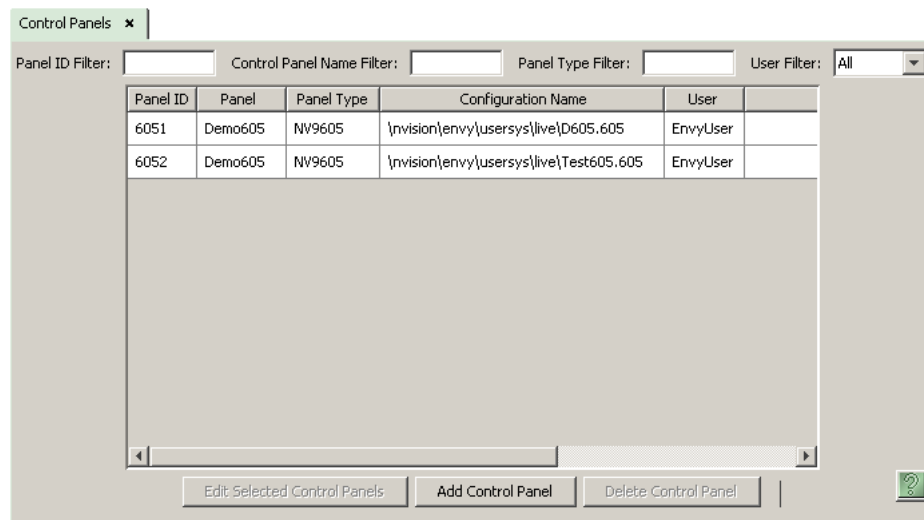 Control Panels ×
Panel ID Filter: Control Panel Name Filter: Panel Type Filter: User Filter: All
Panel ID Panel Panel Type Configuration Name User
6051 Demo605 NV9605 \nvision\envy\usersys\live\D605.605 EnvyUser
6052 Demo605 NV9605 \nvision\envy\usersys\live\Test605.605 EnvyUser
Edit Selected Control Panels Add Control Panel Delete Control Panel ?